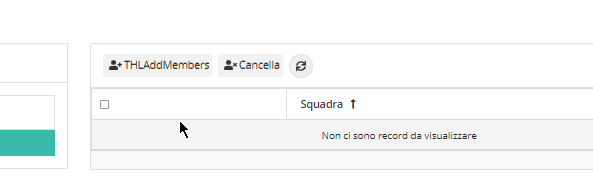 THLAddMembers Cancella
Squadra
Non ci sono record da visualizzare